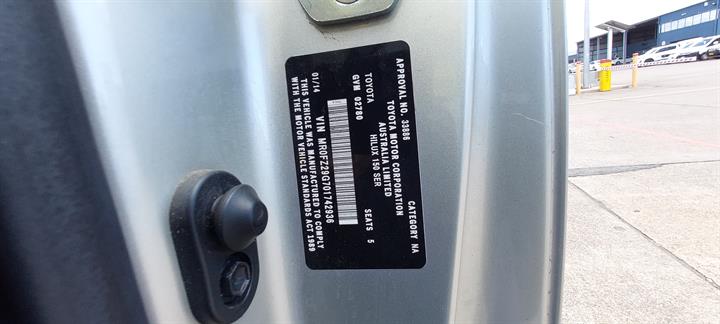 APPROVAL NO. 33886 CATEGORY NA
TOYOTA MOTOR CORPORATION
AUSTRALIA LIMITED
HILUX 150 SER
TOYOTA SEATS 5
GVM 02780
VIN MR0FZ29G701742936
01/14
THIS VEHICLE WAS MANUFACTURED TO COMPLY
WITH THE MOTOR VEHICLE STANDARDS ACT 1989